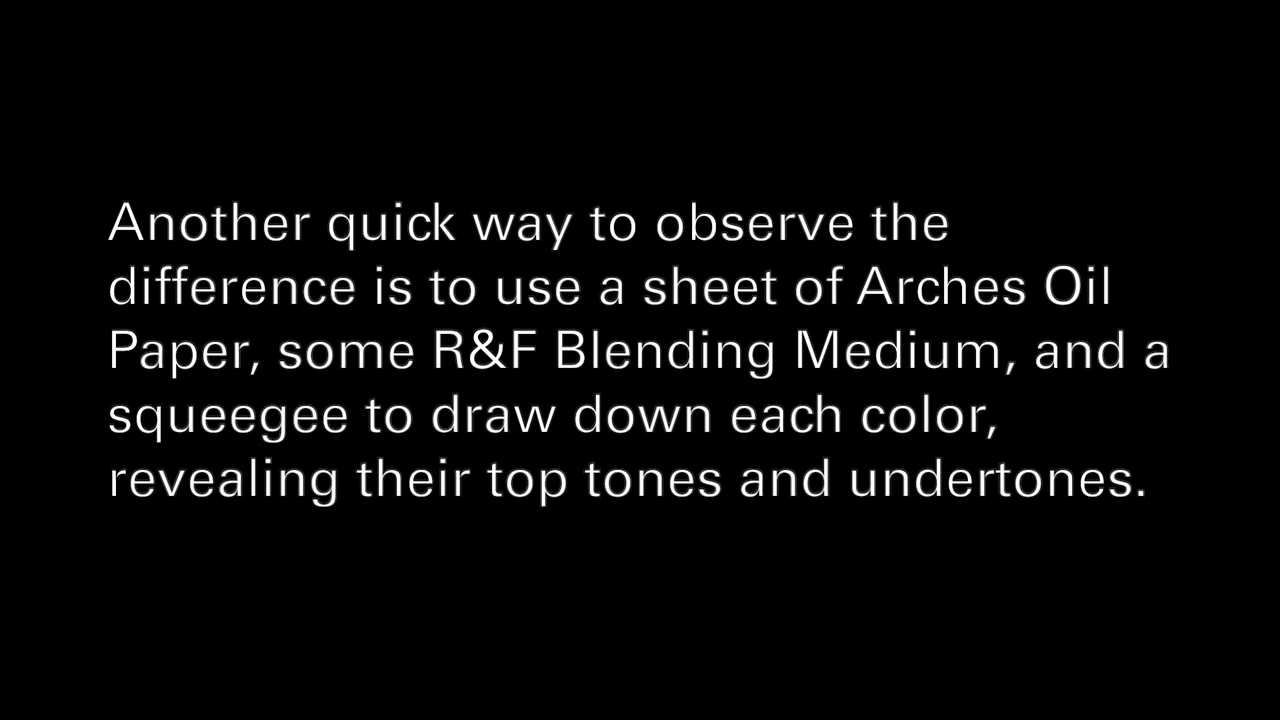 Another quick way to observe the
difference is to use a sheet of Arches Oil
Paper, some R&F Blending Medium, and a
squeegee to draw down each color,
revealing their top tones and undertones.